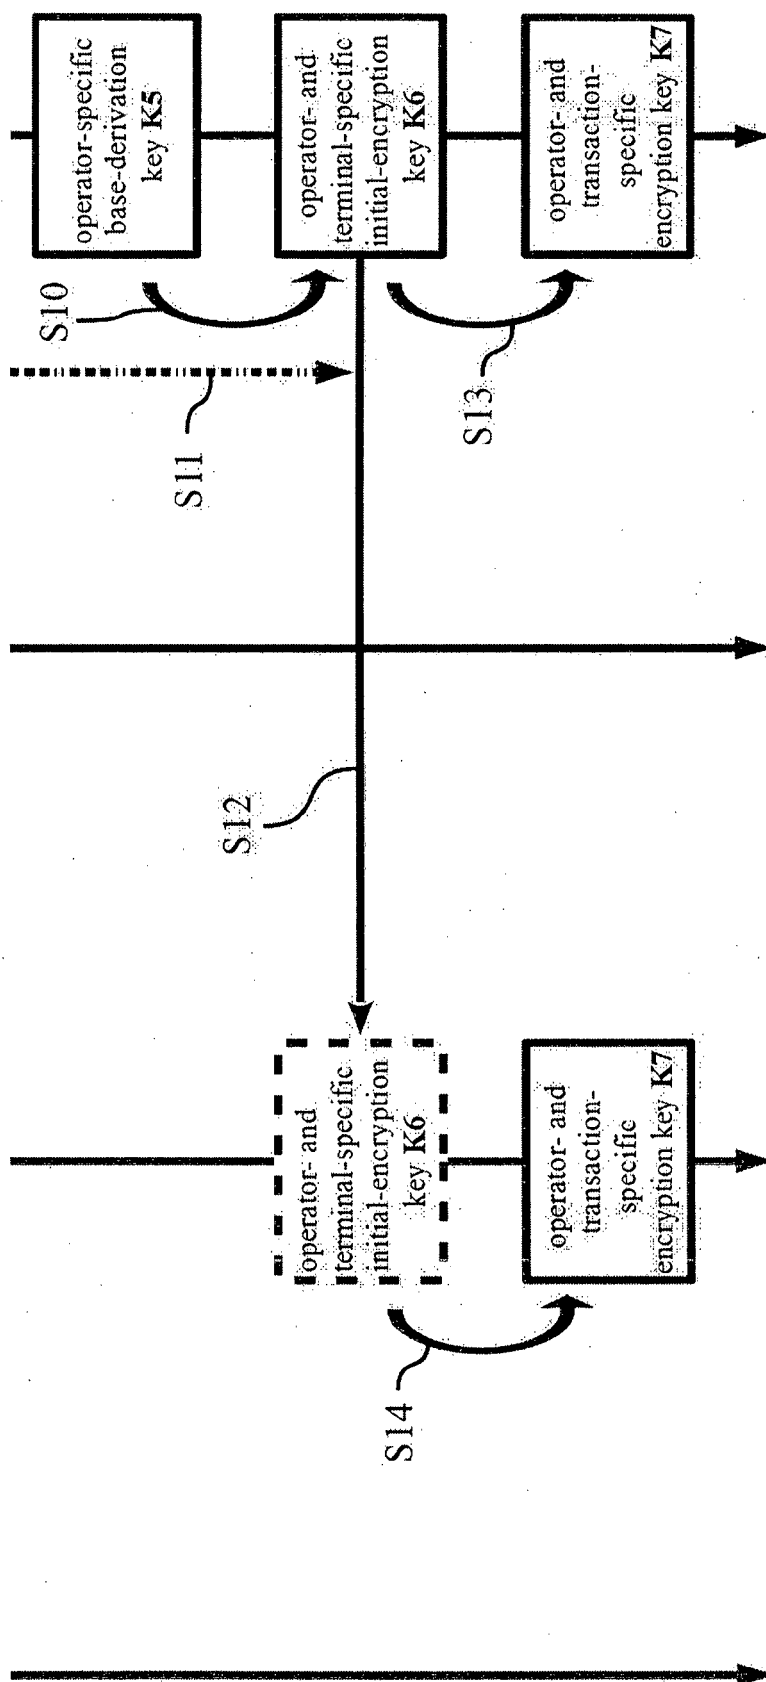 operator-specific
base-derivation
key K5
S10
operator- and
terminal-specific
initial-encryption
key K6
S11
S13
operator- and
transaction-
specific
encryption key K7
S12
operator- and
terminal-specific
initial-encryption
key K6
S14
operator- and
transaction-
specific
encryption key K7